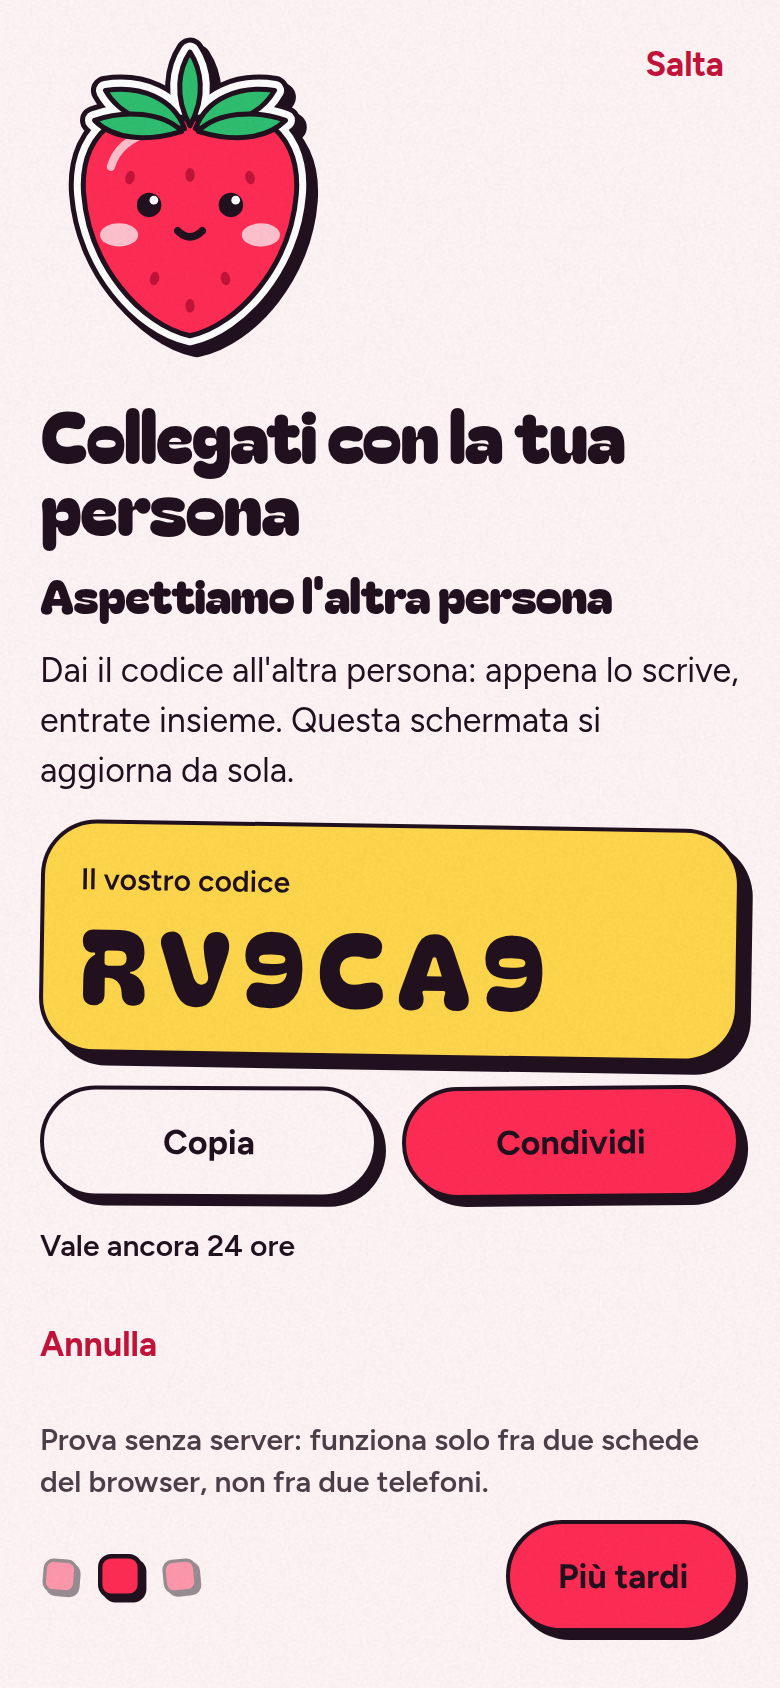 Salta
Collegati con la tua
persona
Aspettiamo l'altra persona
Dai il codice all'altra persona: appena lo scrive,
entrate insieme. Questa schermata si
aggiorna da sola.
Il vostro codice
RV9CA9
Copia
Condividi
Vale ancora 24 ore
Annulla
Prova senza server: funziona solo fra due schede
del browser, non fra due telefoni.
Più tardi